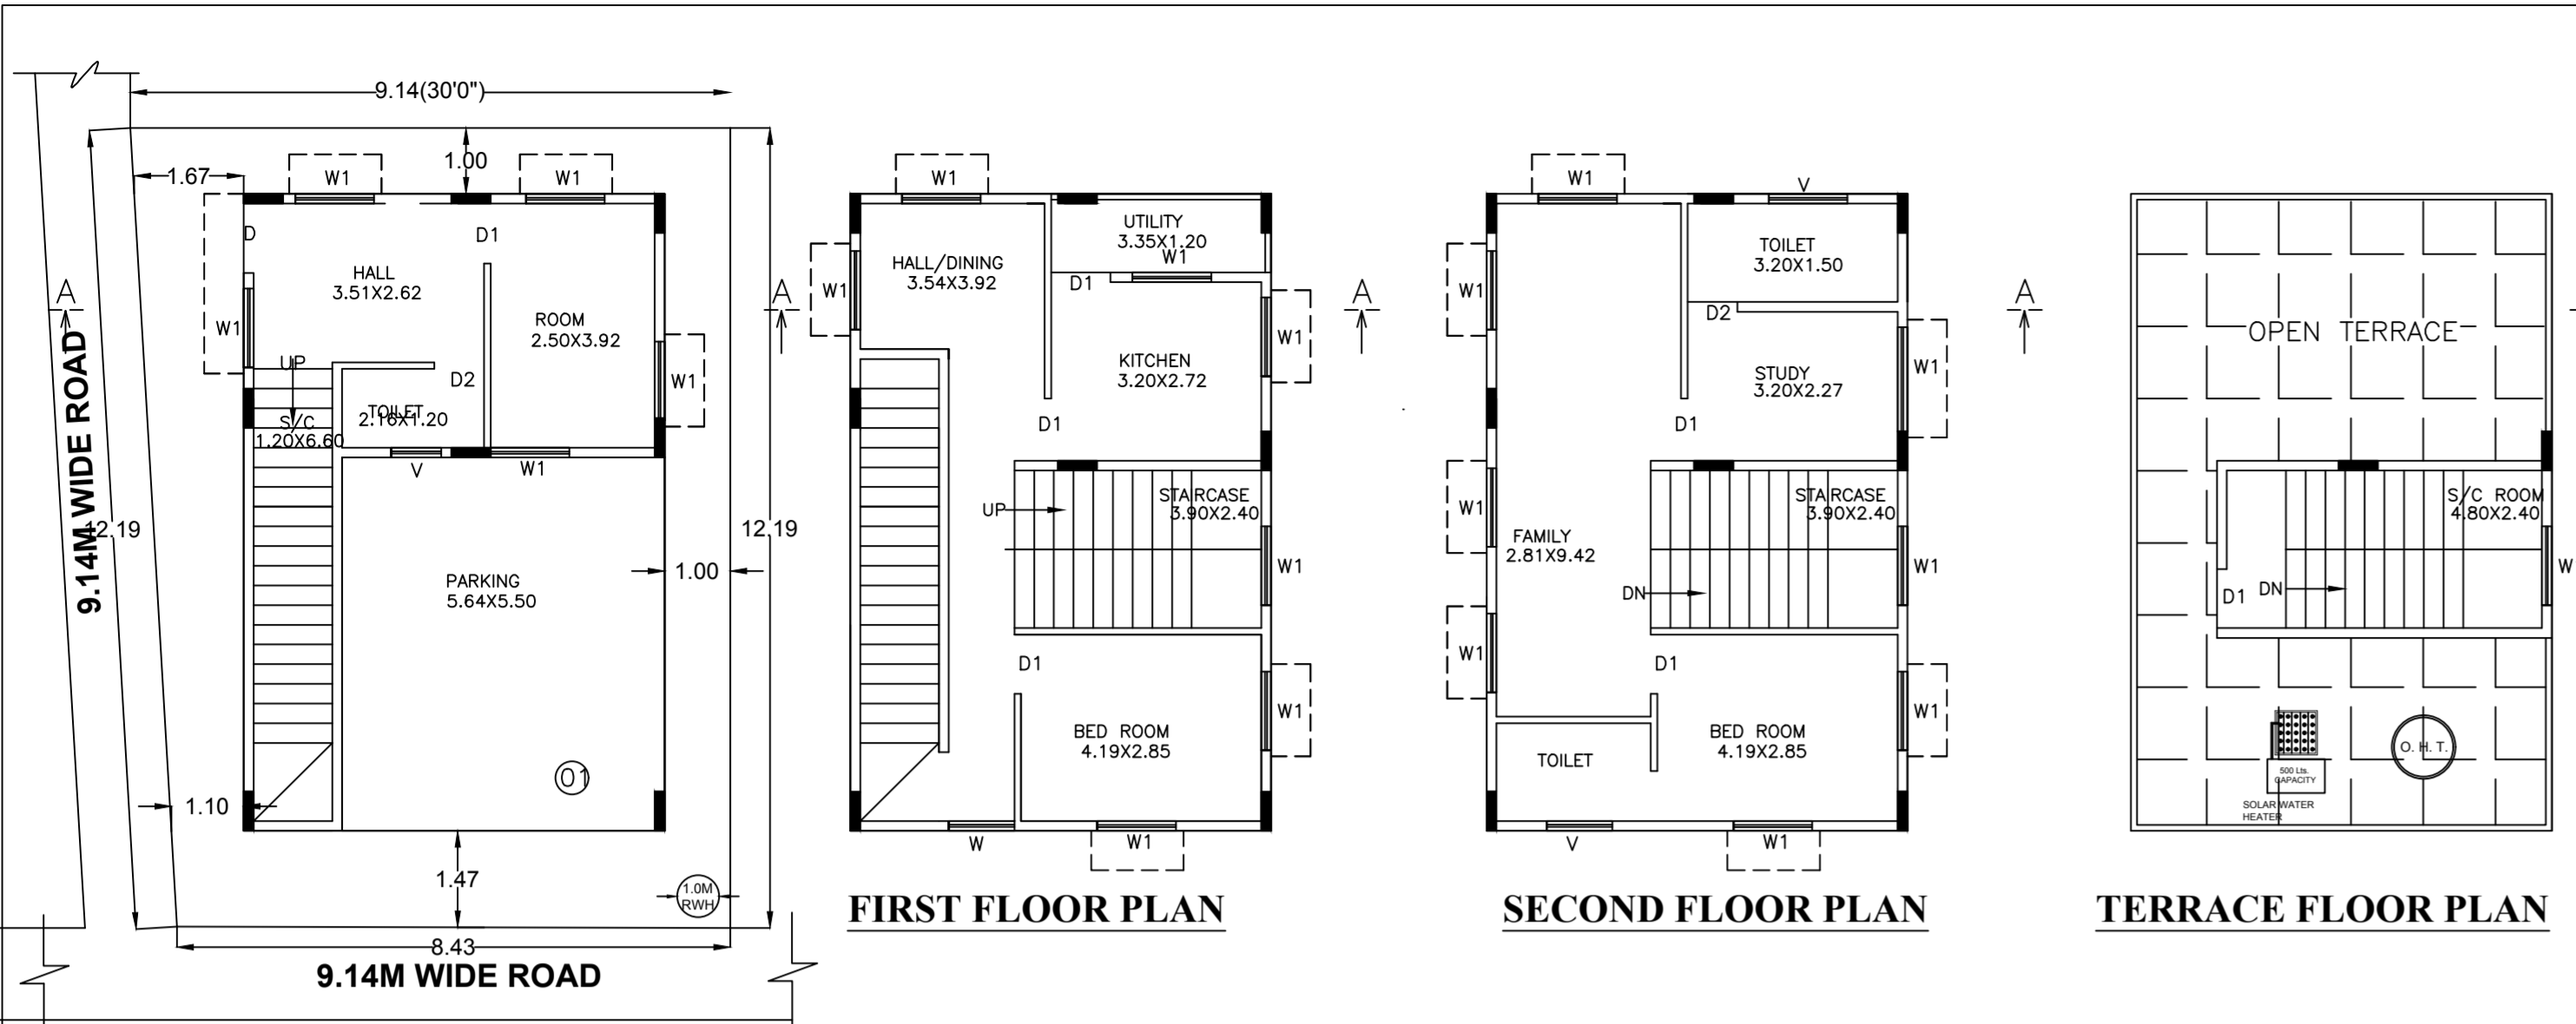 9.14(30'0")
1.00
1.67
W1
W1
D
D1
HALL
3.51X2.62
ROOM
2.50X3.92
A
A
W1
W1
UP
D2
TOILET
2.16X1.20
S/C
1.20X6.60
V
W1
9.14M WIDE ROAD
12.19
12.19
PARKING
5.64X5.50
1.00
01
1.10
1.47
1.0M
RWH
8.43
9.14M WIDE ROAD
W1
UTILITY
3.35X1.20
W1
HALL/DINING
3.54X3.92
W1
D1
W1
A
KITCHEN
3.20X2.72
D1
STAIRCASE
3.90X2.40
UP
W1
D1
BED ROOM
4.19X2.85
W1
W
W1
FIRST FLOOR PLAN
W1
V
TOILET
3.20X1.50
W1
D2
A
STUDY
3.20X2.27
W1
D1
STAIRCASE
3.90X2.40
W1
FAMILY
2.81X9.42
DN
W1
W1
D1
BED ROOM
4.19X2.85
W1
TOILET
V
W1
SECOND FLOOR PLAN
OPEN TERRACE
S/C ROOM
4.80X2.40
W
D1
DN
O. H. T.
500 Lts.
CAPACITY
SOLAR WATER
HEATER
TERRACE FLOOR PLAN